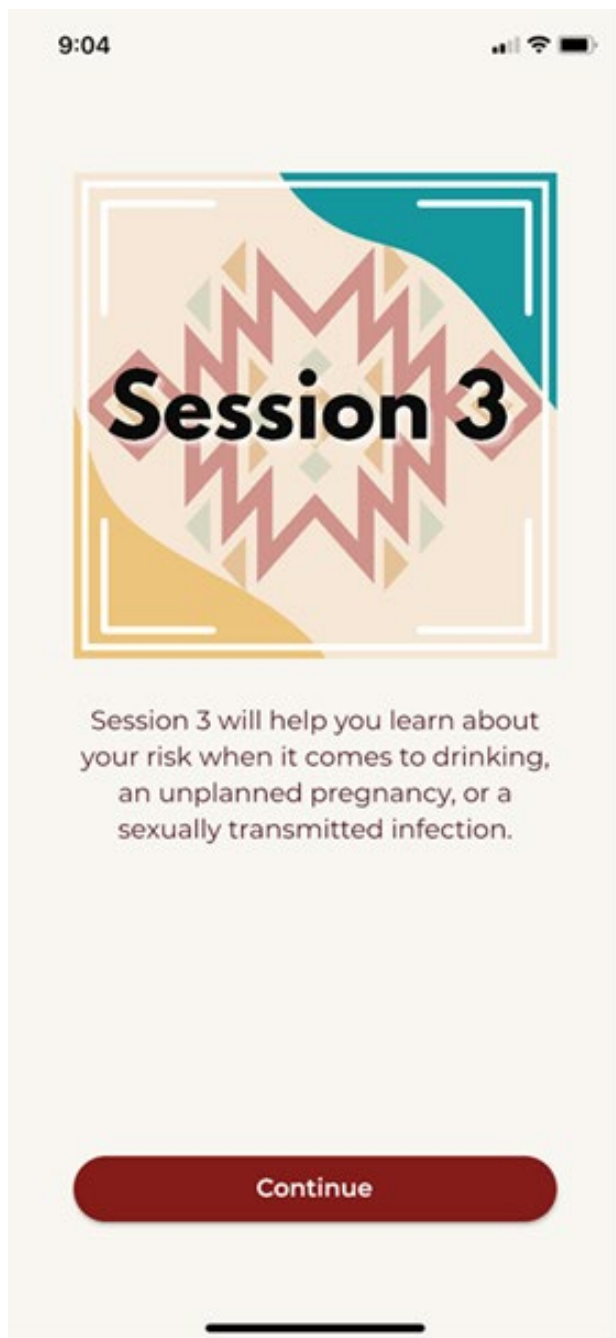 9:04
Session 3
Session 3 will help you learn about
your risk when it comes to drinking,
an unplanned pregnancy, or a
sexually transmitted infection.
Continue